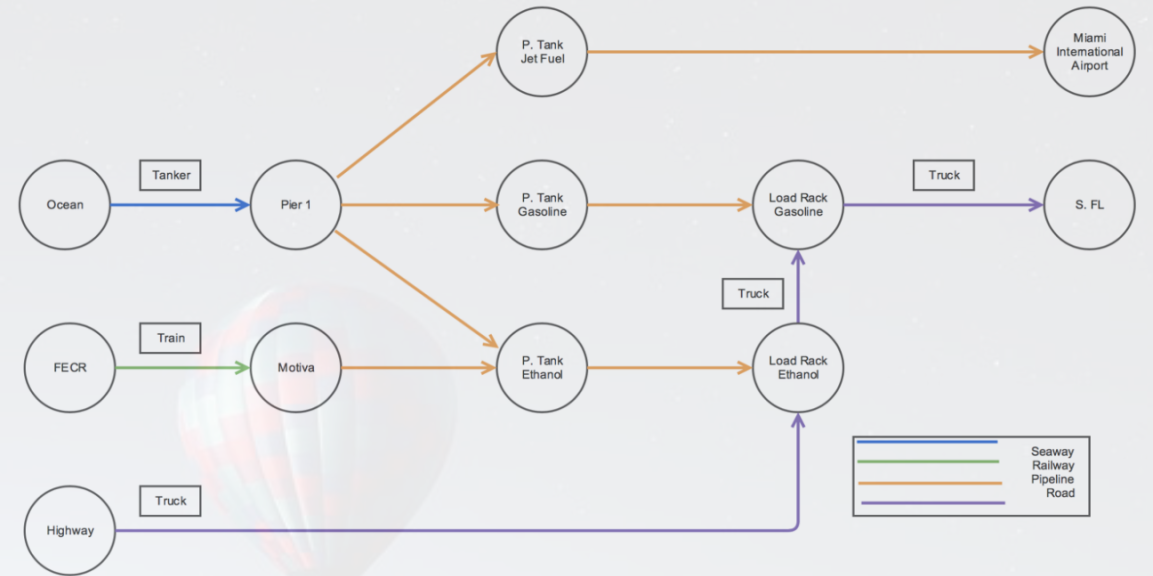 P. Tank
Jet Fuel
Miami
International
Airport
Tanker
Truck
Ocean
Pier 1
P. Tank
Gasoline
Load Rack
Gasoline
S. FL
Truck
Train
FECR
Motiva
P. Tank
Ethanol
Load Rack
Ethanol
Seaway
Railway
Pipeline
Road
Truck
Highway